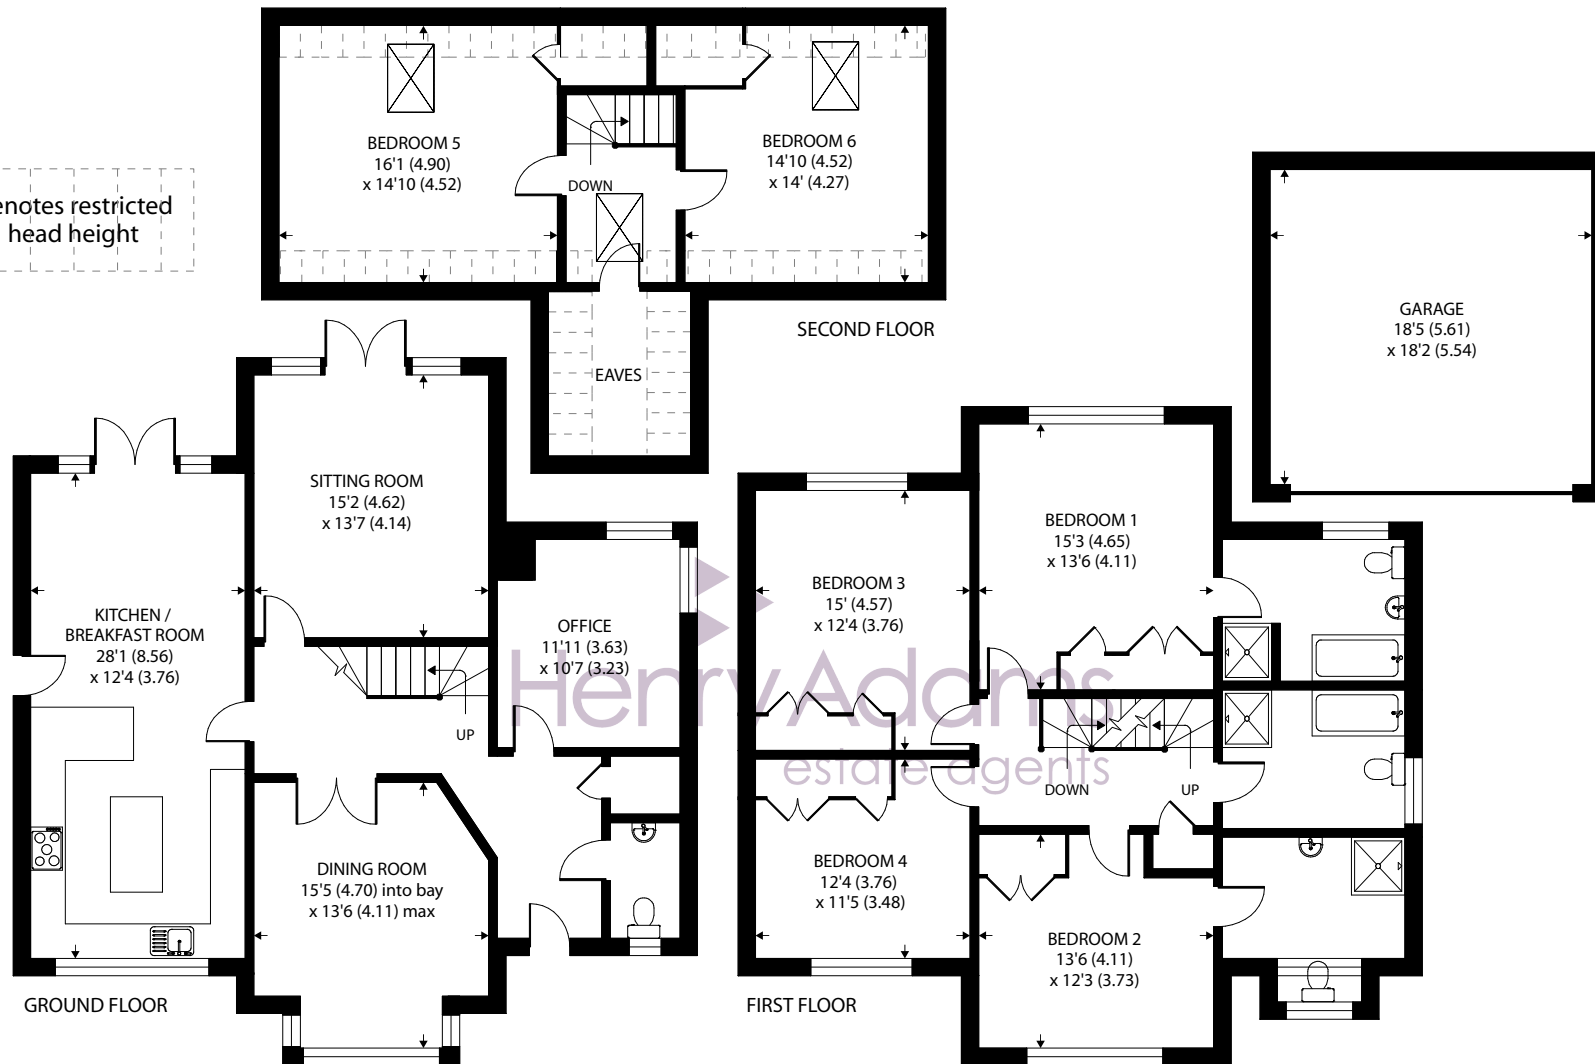 BEDROOM 5
16'1 (4.90)
x 14'10 (4.52)
BEDROOM 6
14'10 (4.52)
x 14' (4.27)
DOWN
restricted
head height
SECOND FLOOR
EAVES
GARAGE
18'5 (5.61)
x 18'2 (5.54)
SITTING ROOM
15'2 (4.62)
x 13'7 (4.14)
KITCHEN /
BREAKFAST ROOM
28'1 (8.56)
x 12'4 (3.76)
OFFICE
11'11 (3.63)
x 10'7 (3.23)
UP
DINING ROOM
15'5 (4.70) into bay
x 13'6 (4.11) max
GROUND FLOOR
Henry Adams
estate agents
BEDROOM 1
15'3 (4.65)
x 13'6 (4.11)
BEDROOM 3
15' (4.57)
x 12'4 (3.76)
DOWN
UP
BEDROOM 4
12'4 (3.76)
x 11'5 (3.48)
BEDROOM 2
13'6 (4.11)
x 12'3 (3.73)
FIRST FLOOR